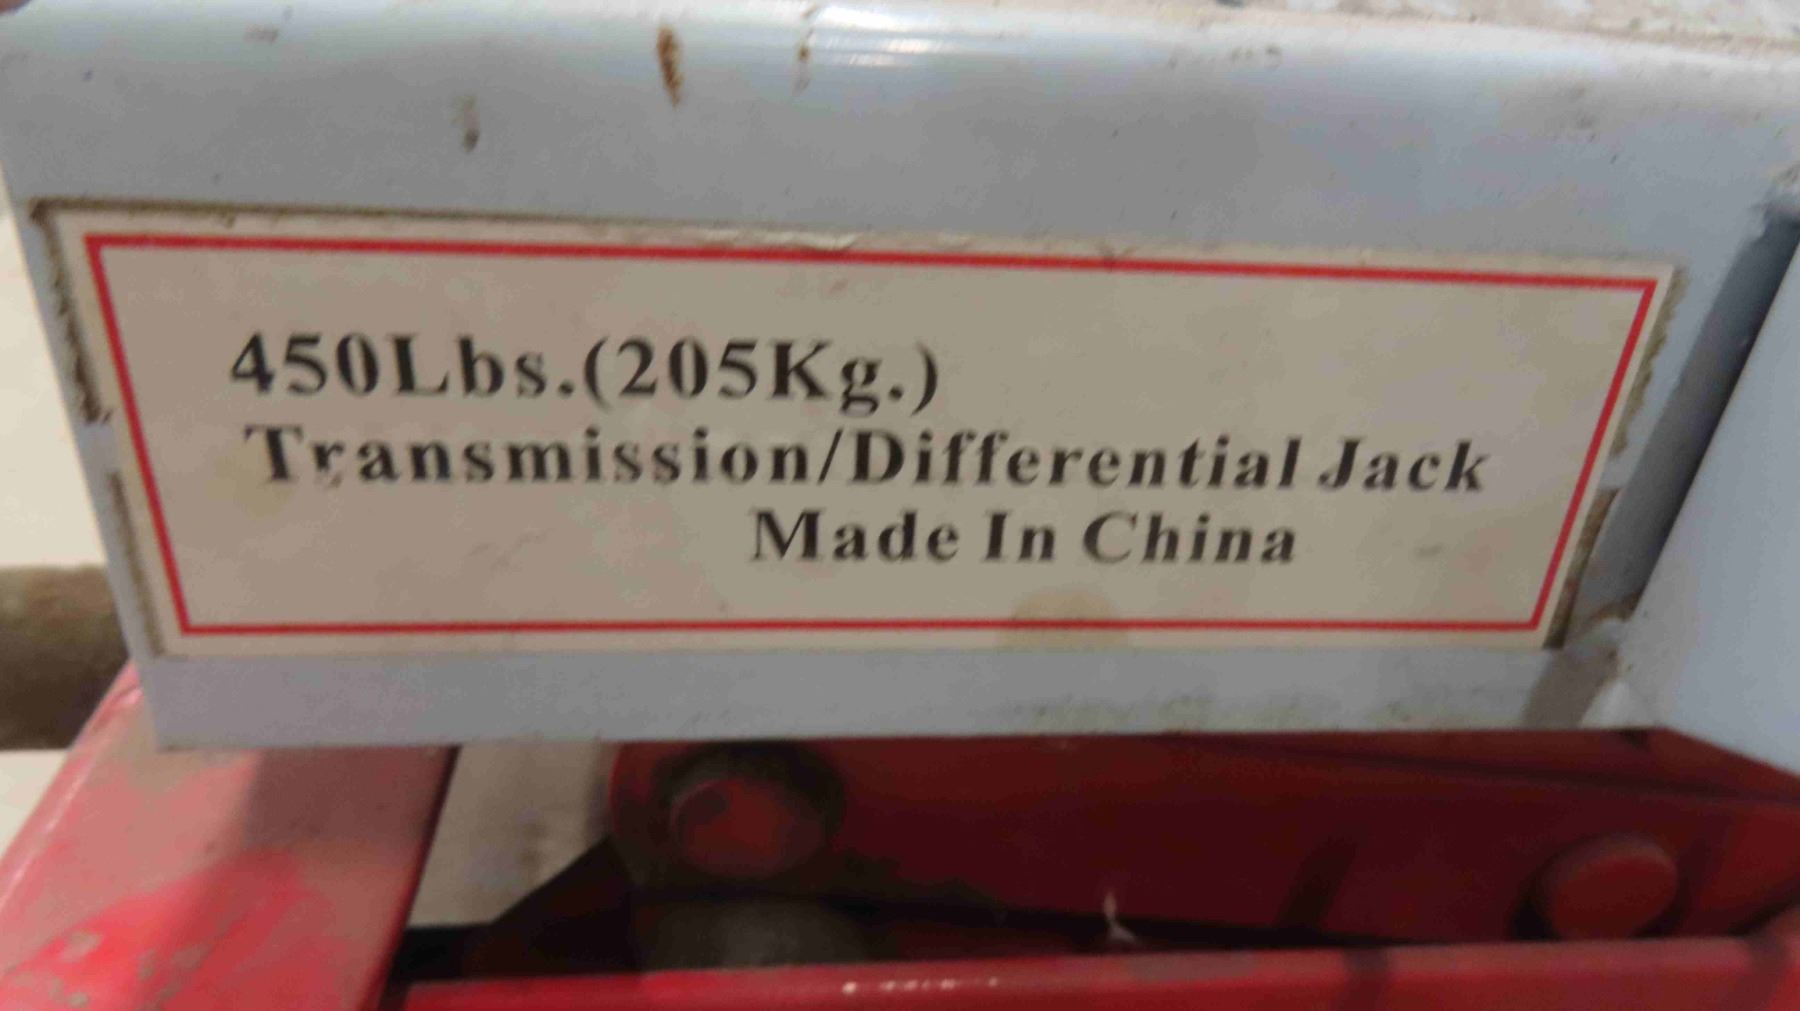 450Lbs.(205Kg.)
Transmission/Differential Jack
Made In China